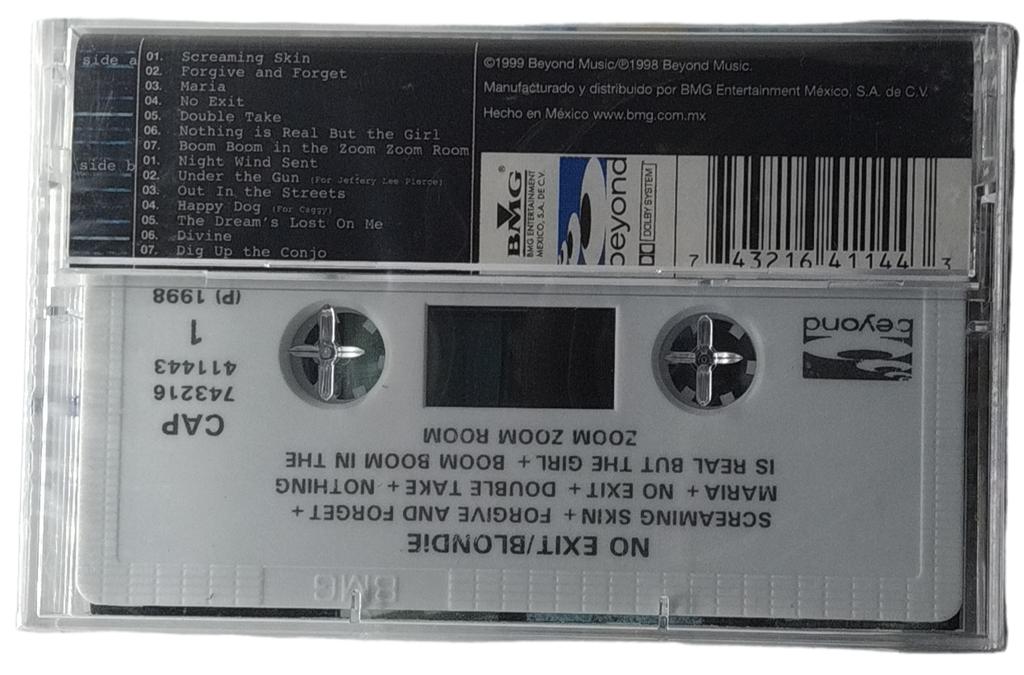 side a
01. Screaming Skin
02. Forgive and Forget
03. Maria
04. No Exit
05. Double Take
06. Nothing is Real But the Girl
07. Boom Boom in the Zoom Zoom Room
side b
01. Night Wind Sent
02. Under the Gun (For Jeffery Lee Pierce)
03. Out In the Streets
04. Happy Dog (For Caggy)
05. The Dream's Lost On Me
06. Divine
07. Dig Up the Conjo
©1999 Beyond Music/℗1998 Beyond Music.
Manufacturado y distribuido por BMG Entertainment México, S.A. de C.V.
Hecho en México www.bmg.com.mx
BMG®
BMG ENTERTAINMENT
MEXICO, S.A. DE C.V.
beyond
DOLBY SYSTEM
7 43216 41144 3
BMG
NO EXIT/BLONDIE
SCREAMING SKIN + FORGIVE AND FORGET +
MARIA + NO EXIT + DOUBLE TAKE + NOTHING
IS REAL BUT THE GIRL + BOOM BOOM IN THE
ZOOM ZOOM ROOM
beyond
CAP
743216
411443
1
(P) 1998